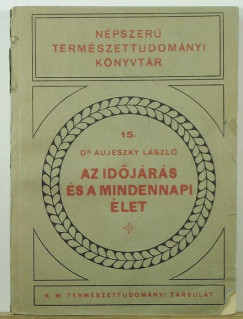 NÉPSZERŰ
TERMÉSZETTUDOMÁNYI
KÖNYVTÁR
15.
DR AUJESZKY LÁSZLÓ
AZ IDŐJÁRÁS
ÉS A MINDENNAPI
ÉLET
K. M. TERMÉSZETTUDOMÁNYI TÁRSULAT